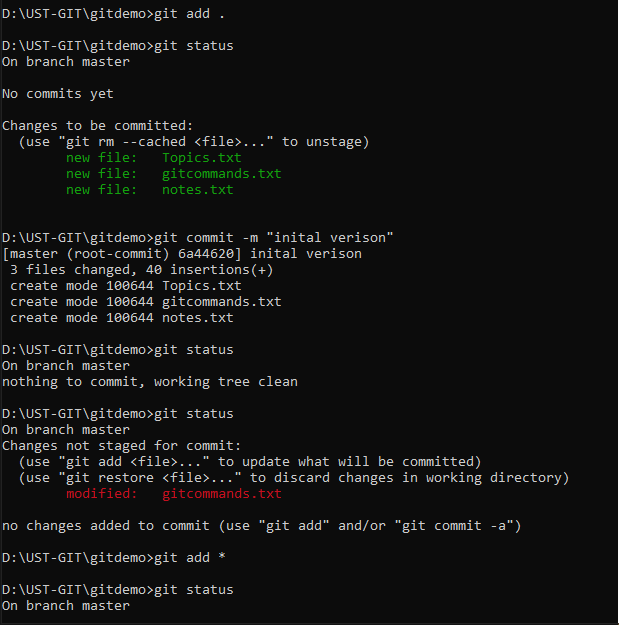 D:\UST-GIT\gitdemo>git add .
D:\UST-GIT\gitdemo>git status
On branch master
No commits yet
Changes to be committed:
  (use "git rm --cached <file>..." to unstage)
        new file:   Topics.txt
        new file:   gitcommands.txt
        new file:   notes.txt
D:\UST-GIT\gitdemo>git commit -m "inital verison"
[master (root-commit) 6a44620] inital verison
 3 files changed, 40 insertions(+)
 create mode 100644 Topics.txt
 create mode 100644 gitcommands.txt
 create mode 100644 notes.txt
D:\UST-GIT\gitdemo>git status
On branch master
nothing to commit, working tree clean
D:\UST-GIT\gitdemo>git status
On branch master
Changes not staged for commit:
  (use "git add <file>..." to update what will be committed)
  (use "git restore <file>..." to discard changes in working directory)
        modified:   gitcommands.txt
no changes added to commit (use "git add" and/or "git commit -a")
D:\UST-GIT\gitdemo>git add *
D:\UST-GIT\gitdemo>git status
On branch master